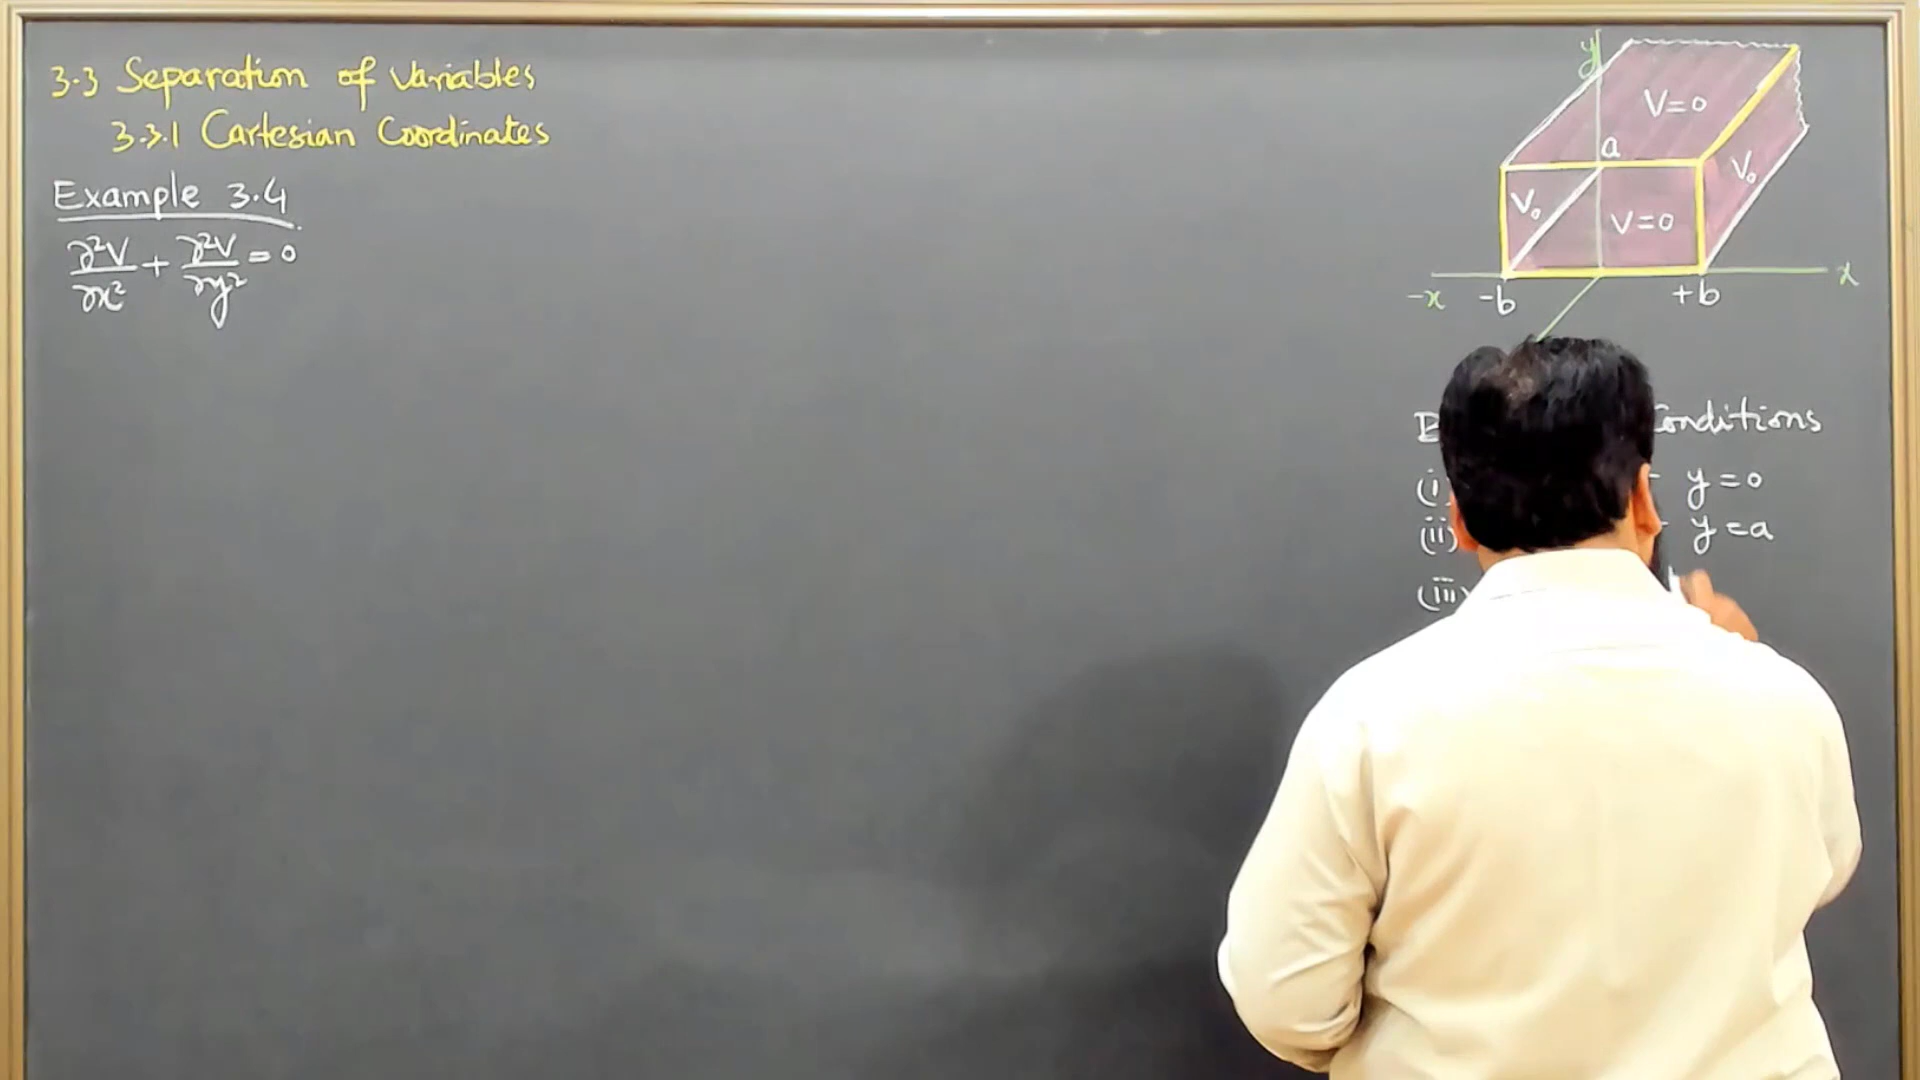 3.3 Separation of Variables
3.3.1 Cartesian Coordinates
Example 3.4
∂²V/∂x² + ∂²V/∂y² = 0
y
V=0
a
V₀
V₀
V=0
-x -b +b x
Conditions
(i) y=0
(ii) y=a
(iii)